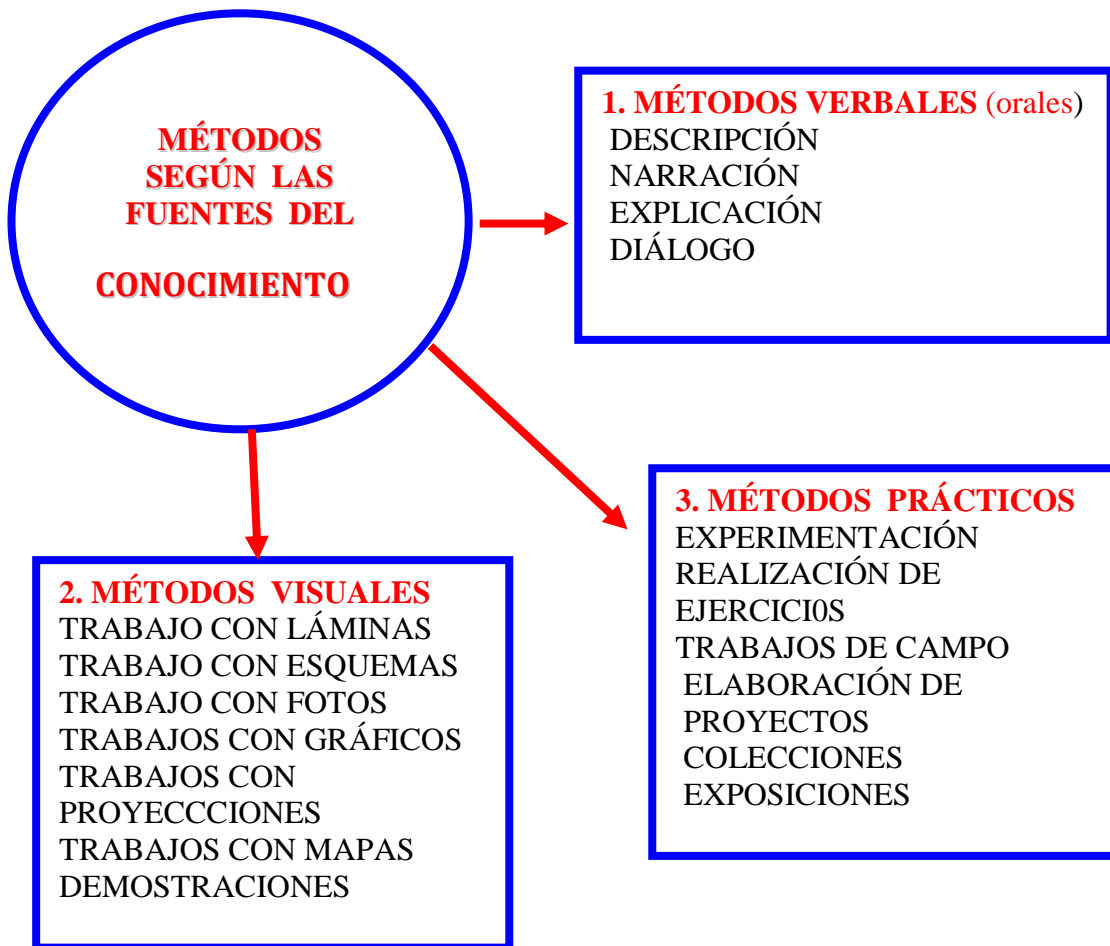 MÉTODOS
SEGÚN LAS
FUENTES DEL
CONOCIMIENTO
1. MÉTODOS VERBALES (orales)
DESCRIPCIÓN
NARRACIÓN
EXPLICACIÓN
DIÁLOGO
2. MÉTODOS VISUALES
TRABAJO CON LÁMINAS
TRABAJO CON ESQUEMAS
TRABAJO CON FOTOS
TRABAJOS CON GRÁFICOS
TRABAJOS CON
PROYECCCIONES
TRABAJOS CON MAPAS
DEMOSTRACIONES
3. MÉTODOS PRÁCTICOS
EXPERIMENTACIÓN
REALIZACIÓN DE
EJERCICI0S
TRABAJOS DE CAMPO
ELABORACIÓN DE
PROYECTOS
COLECCIONES
EXPOSICIONES